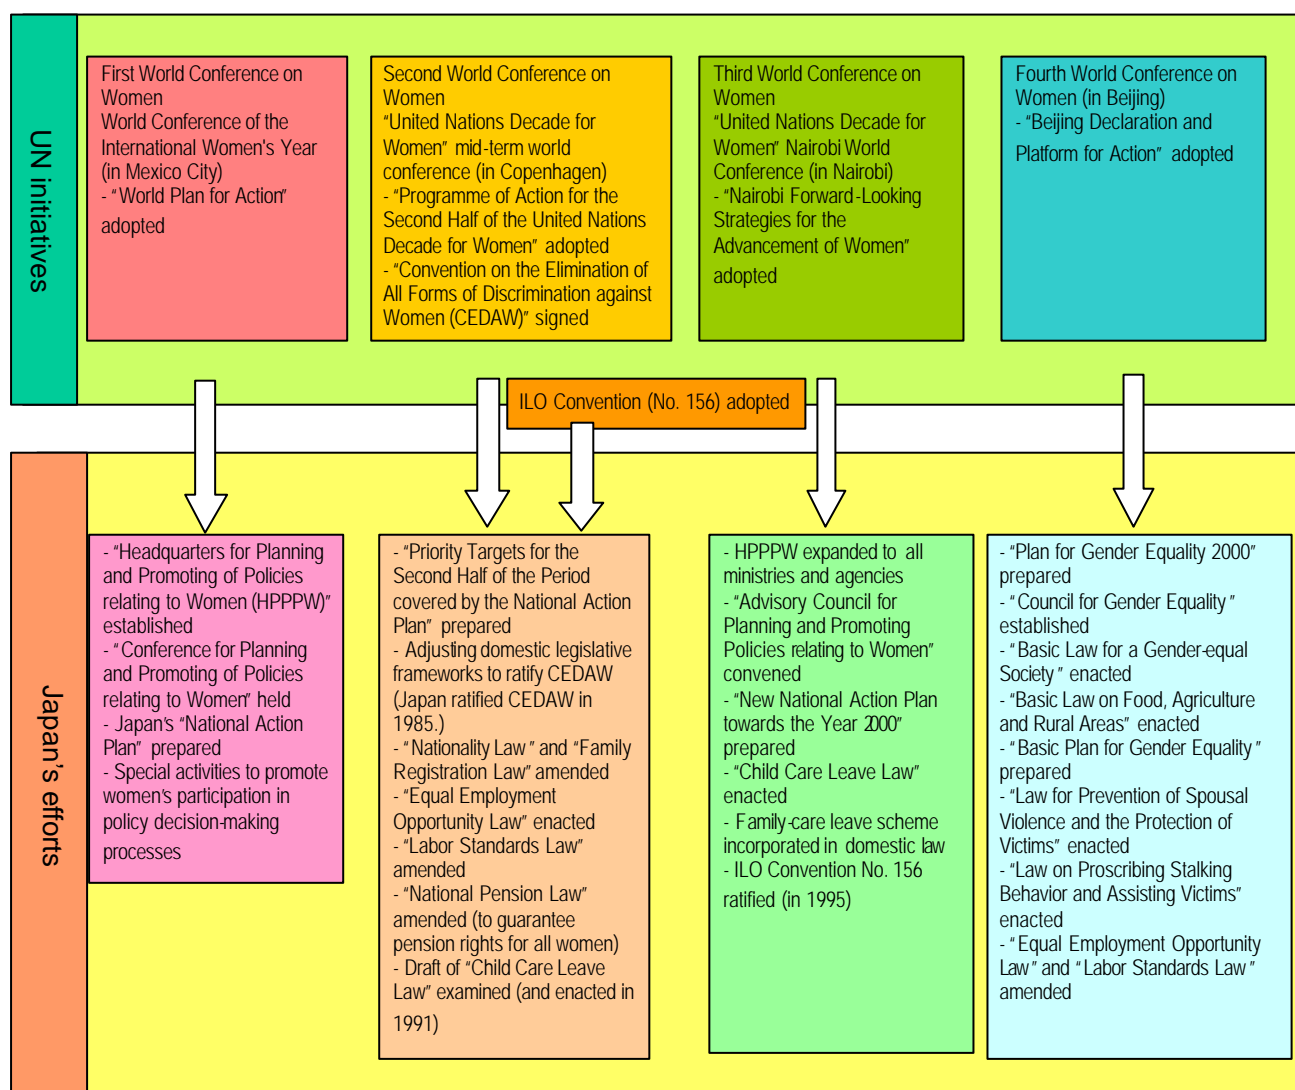 UN initiatives
First World Conference on
Women
World Conference of the
International Women's Year
(in Mexico City)
- "World Plan for Action"
adopted
Second World Conference on
Women
"United Nations Decade for
Women" mid-term world
conference (in Copenhagen)
- "Programme of Action for the
Second Half of the United Nations
Decade for Women" adopted
- "Convention on the Elimination of
All Forms of Discrimination against
Women (CEDAW)" signed
Third World Conference on
Women
"United Nations Decade for
Women" Nairobi World
Conference (in Nairobi)
- "Nairobi Forward-Looking
Strategies for the
Advancement of Women"
adopted
Fourth World Conference on
Women (in Beijing)
- "Beijing Declaration and
Platform for Action" adopted
ILO Convention (No. 156) adopted
Japan's efforts
- "Headquarters for Planning
and Promoting of Policies
relating to Women (HPPPW)"
established
- "Conference for Planning
and Promoting of Policies
relating to Women" held
- Japan's "National Action
Plan" prepared
- Special activities to promote
women's participation in
policy decision-making
processes
- "Priority Targets for the
Second Half of the Period
covered by the National Action
Plan" prepared
- Adjusting domestic legislative
frameworks to ratify CEDAW
(Japan ratified CEDAW in
1985.)
- "Nationality Law" and "Family
Registration Law" amended
- "Equal Employment
Opportunity Law" enacted
- "Labor Standards Law"
amended
- "National Pension Law"
amended (to guarantee
pension rights for all women)
- Draft of "Child Care Leave
Law" examined (and enacted in
1991)
- HPPPW expanded to all
ministries and agencies
- "Advisory Council for
Planning and Promoting
Policies relating to Women"
convened
- "New National Action Plan
towards the Year 2000"
prepared
- "Child Care Leave Law"
enacted
- Family-care leave scheme
incorporated in domestic law
- ILO Convention No. 156
ratified (in 1995)
- "Plan for Gender Equality 2000"
prepared
- "Council for Gender Equality"
established
- "Basic Law for a Gender-equal
Society" enacted
- "Basic Law on Food, Agriculture
and Rural Areas" enacted
- "Basic Plan for Gender Equality"
prepared
- "Law for Prevention of Spousal
Violence and the Protection of
Victims" enacted
- "Law on Proscribing Stalking
Behavior and Assisting Victims"
enacted
- "Equal Employment Opportunity
Law" and "Labor Standards Law"
amended